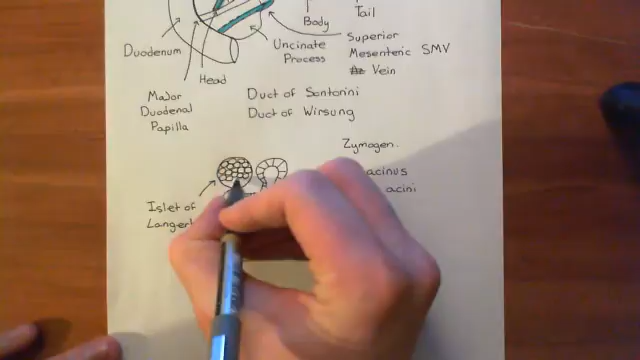 Tail
Body
Duodenum
Uncinate
Process
Superior
Mesenteric SMV
Vein
Head
Major
Duodenal
Papilla
Duct of Santorini
Duct of Wirsung
Zymogen.
acinus
acini
Islet of
Langer